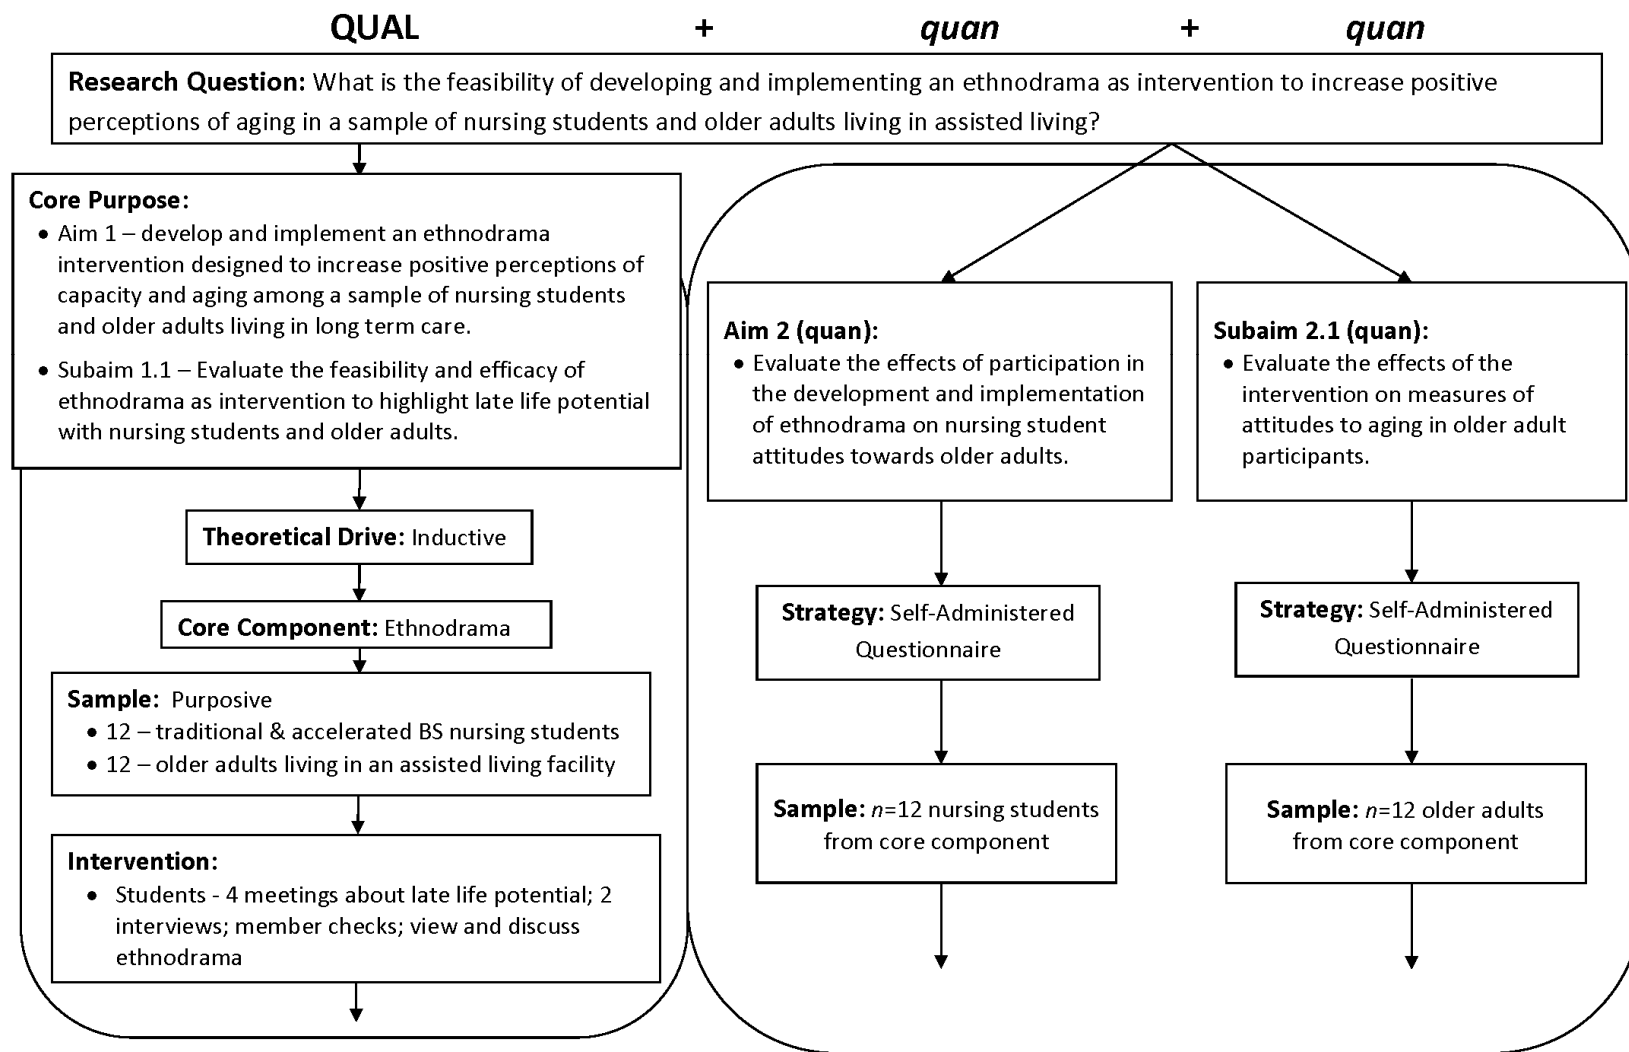 QUAL + quan + quan
Research Question: What is the feasibility of developing and implementing an ethnodrama as intervention to increase positive
perceptions of aging in a sample of nursing students and older adults living in assisted living?
Core Purpose:
• Aim 1 – develop and implement an ethnodrama
intervention designed to increase positive perceptions of
capacity and aging among a sample of nursing students
and older adults living in long term care.
• Subaim 1.1 – Evaluate the feasibility and efficacy of
ethnodrama as intervention to highlight late life potential
with nursing students and older adults.
Theoretical Drive: Inductive
Core Component: Ethnodrama
Sample: Purposive
• 12 – traditional & accelerated BS nursing students
• 12 – older adults living in an assisted living facility
Intervention:
• Students - 4 meetings about late life potential; 2
interviews; member checks; view and discuss
ethnodrama
Aim 2 (quan):
• Evaluate the effects of participation in
the development and implementation
of ethnodrama on nursing student
attitudes towards older adults.
Strategy: Self-Administered
Questionnaire
Sample: n=12 nursing students
from core component
Subaim 2.1 (quan):
• Evaluate the effects of the
intervention on measures of
attitudes to aging in older adult
participants.
Strategy: Self-Administered
Questionnaire
Sample: n=12 older adults
from core component